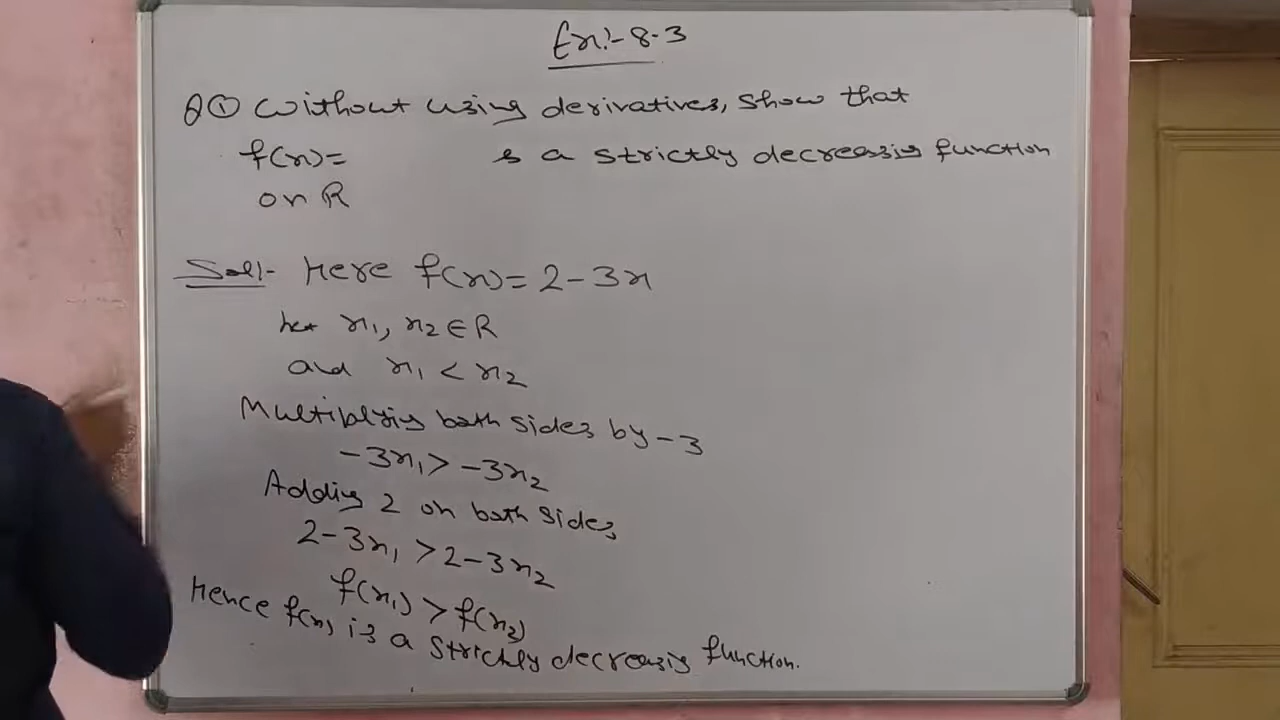 Ex:- 8.3
Q① Without using derivatives, show that
f(x)= is a strictly decreasing function
on R
Sol:- Here f(x)= 2-3x
let x₁, x₂ ∈ R
and x₁ < x₂
Multiplying both sides by -3
-3x₁ > -3x₂
Adding 2 on both sides,
2-3x₁ > 2-3x₂
f(x₁) > f(x₂)
Hence f(x) is a strictly decreasing function.